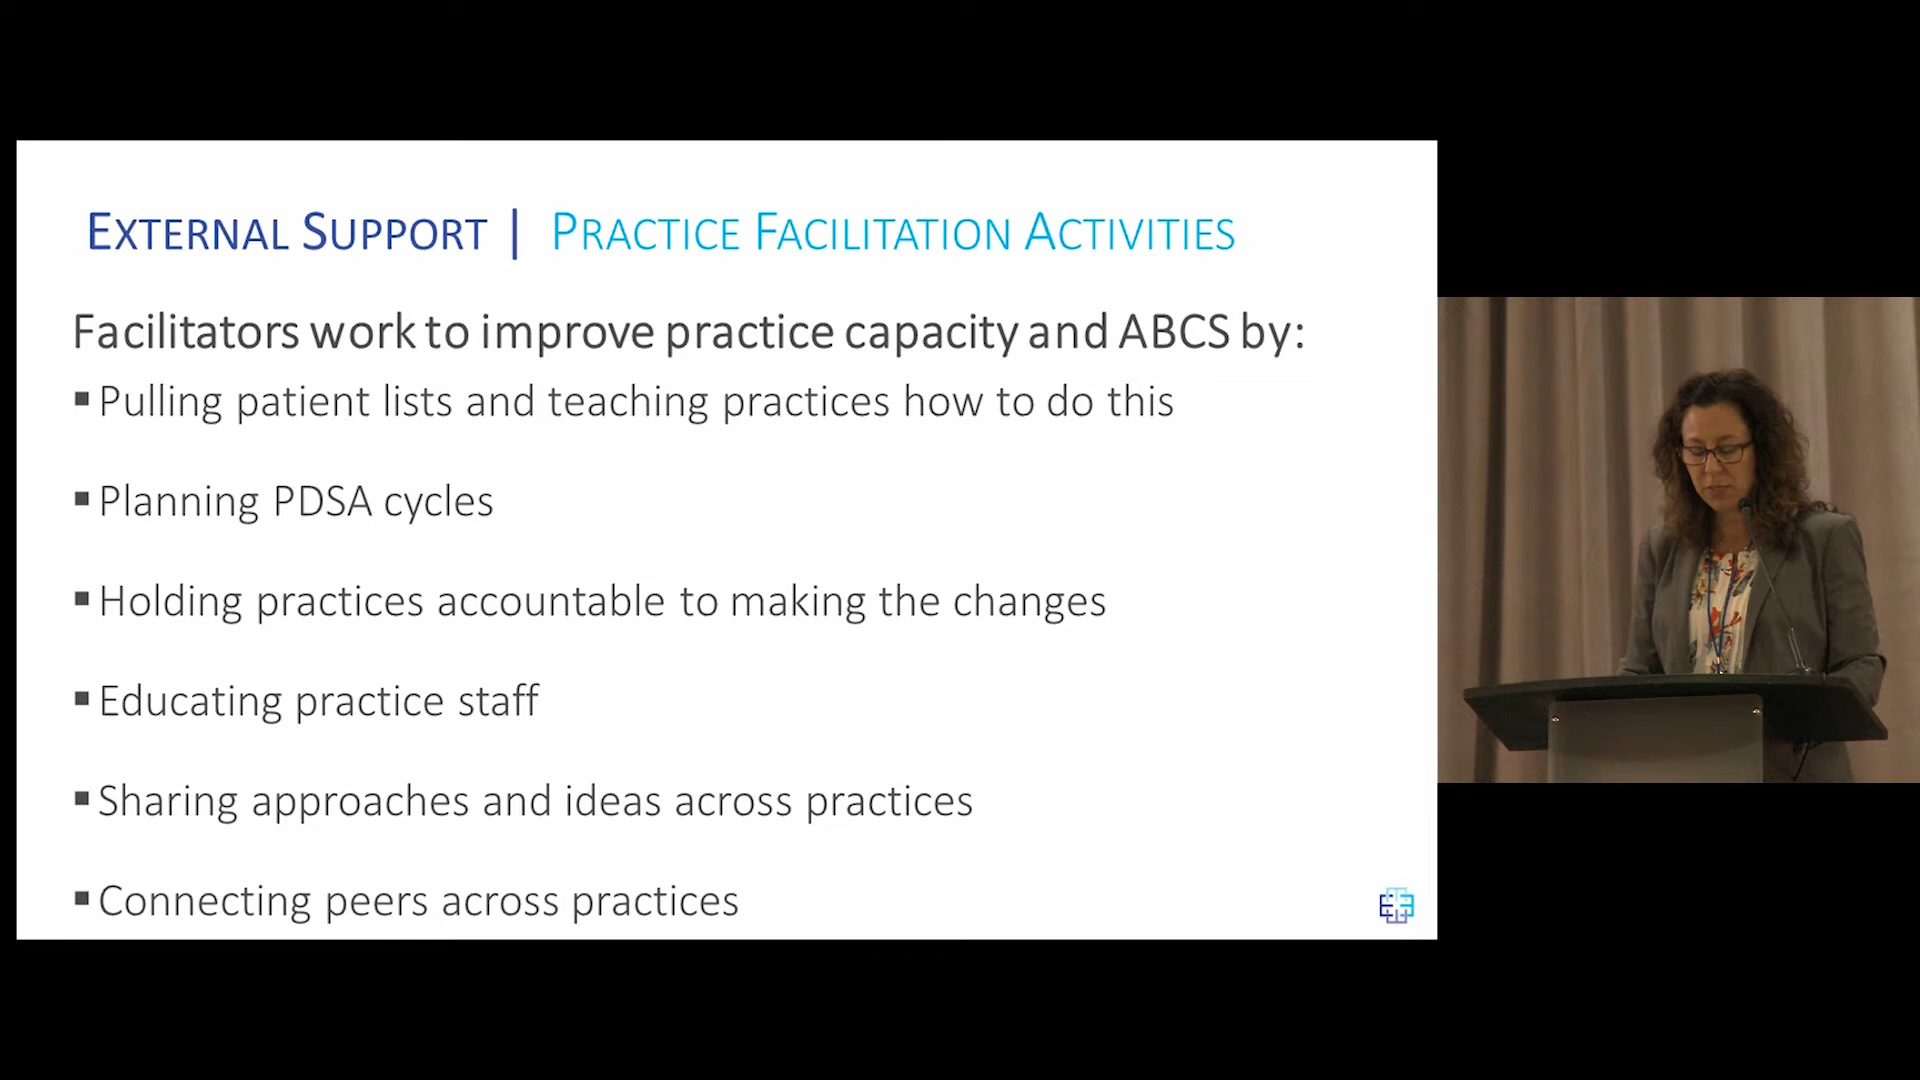 EXTERNAL SUPPORT | PRACTICE FACILITATION ACTIVITIES
Facilitators work to improve practice capacity and ABCS by:
▪ Pulling patient lists and teaching practices how to do this
▪ Planning PDSA cycles
▪ Holding practices accountable to making the changes
▪ Educating practice staff
▪ Sharing approaches and ideas across practices
▪ Connecting peers across practices